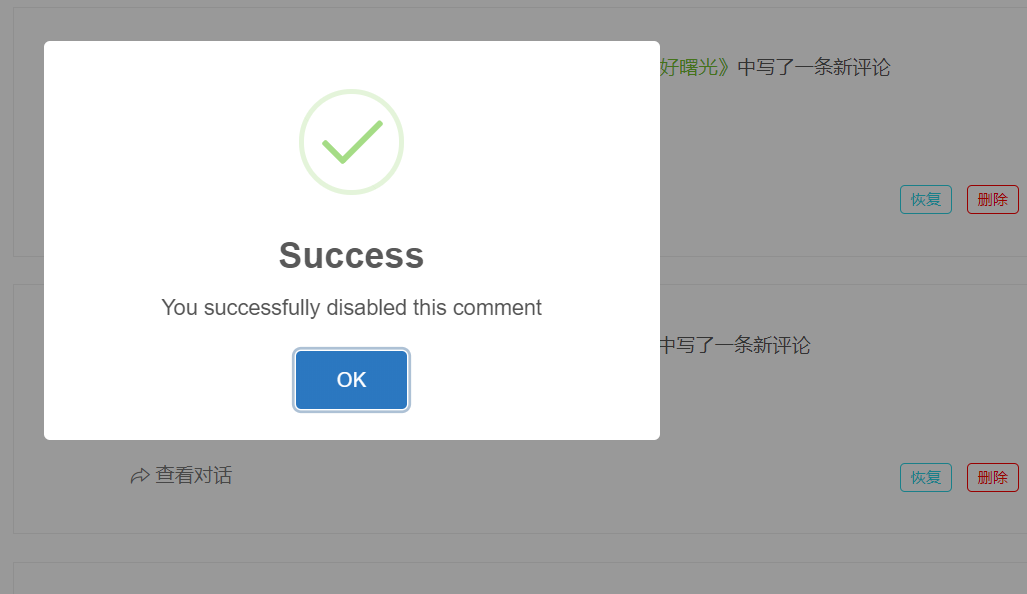 好曙光》中写了一条新评论
恢复 删除
Success
You successfully disabled this comment
OK
中写了一条新评论
查看对话
恢复 删除